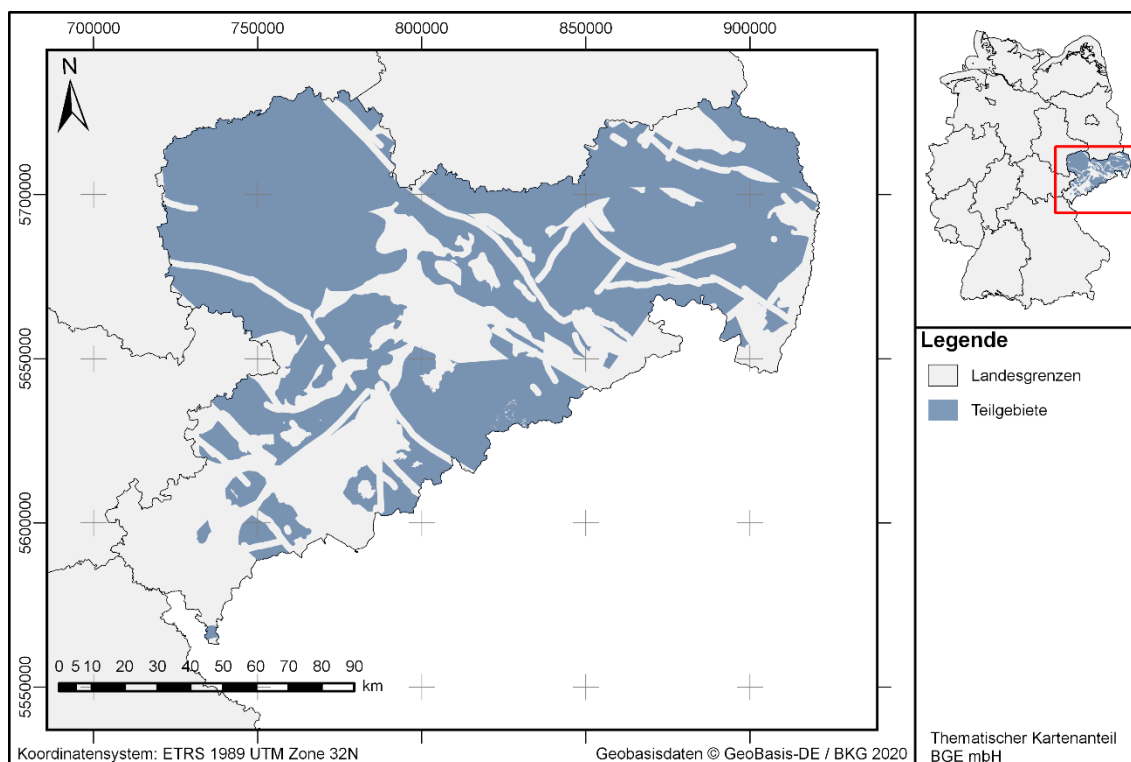 700000 750000 800000 850000 900000
N
5700000
5650000
5600000
5550000
0 5 10 20 30 40 50 60 70 80 90
km
Koordinatensystem: ETRS 1989 UTM Zone 32N
Geobasisdaten © GeoBasis-DE / BKG 2020
Legende
Landesgrenzen
Teilgebiete
Thematischer Kartenanteil
BGE mbH